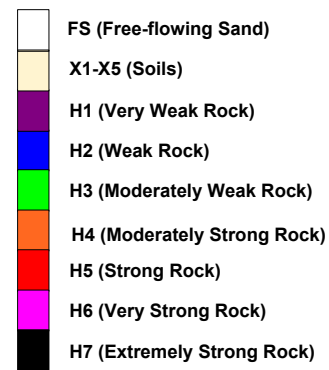 FS (Free-flowing Sand)
X1-X5 (Soils)
H1 (Very Weak Rock)
H2 (Weak Rock)
H3 (Moderately Weak Rock)
H4 (Moderately Strong Rock)
H5 (Strong Rock)
H6 (Very Strong Rock)
H7 (Extremely Strong Rock)